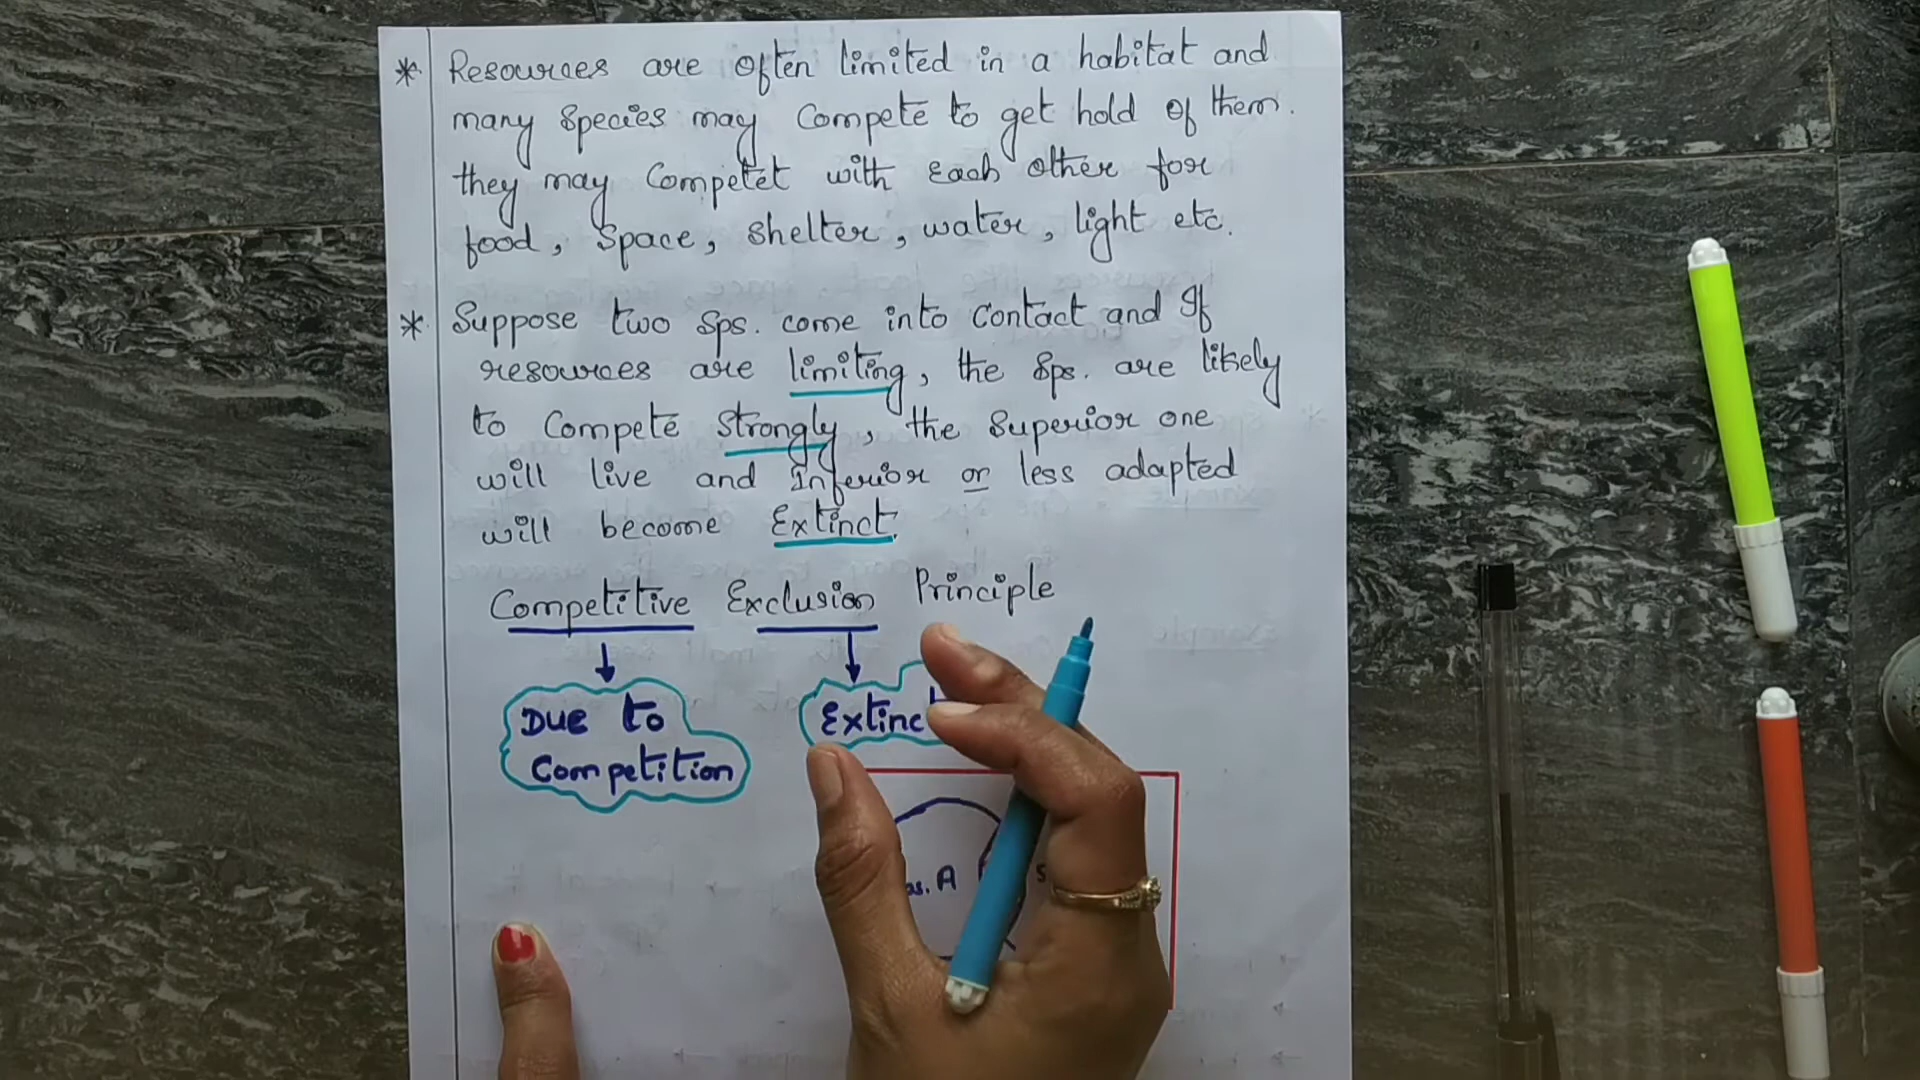 * Resources are often limited in a habitat and
many species may compete to get hold of them.
they may competet with each other for
food, space, shelter, water, light etc.
* Suppose two sps. come into contact and If
resources are limiting, the sps. are likely
to compete strongly, the superior one
will live and Inferior or less adapted
will become Extinct.
Competitive Exclusion Principle
Due to
Competition
Extinct
A